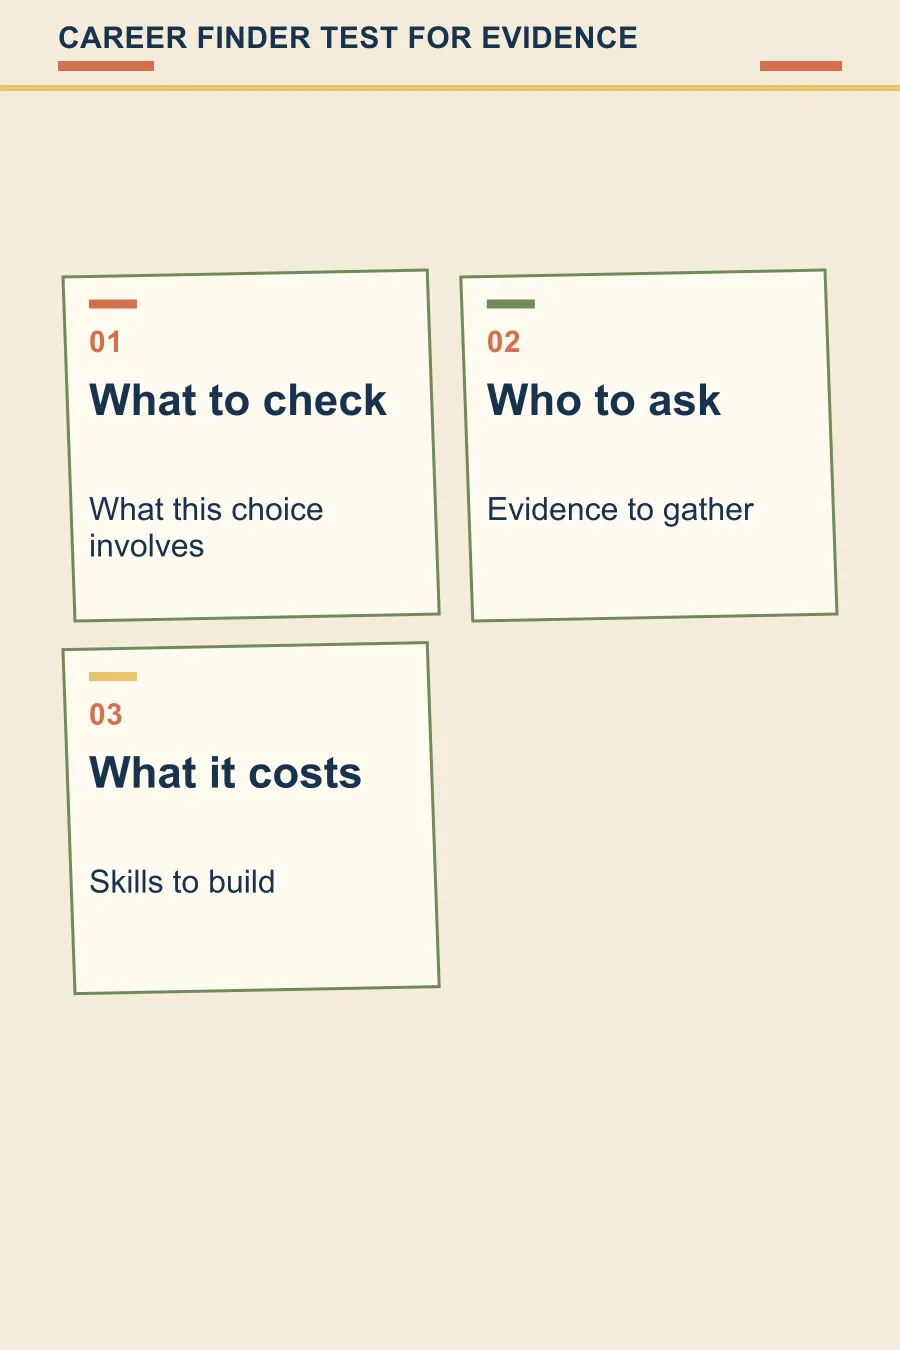 CAREER FINDER TEST FOR EVIDENCE
01
What to check
What this choice
involves
02
Who to ask
Evidence to gather
03
What it costs
Skills to build